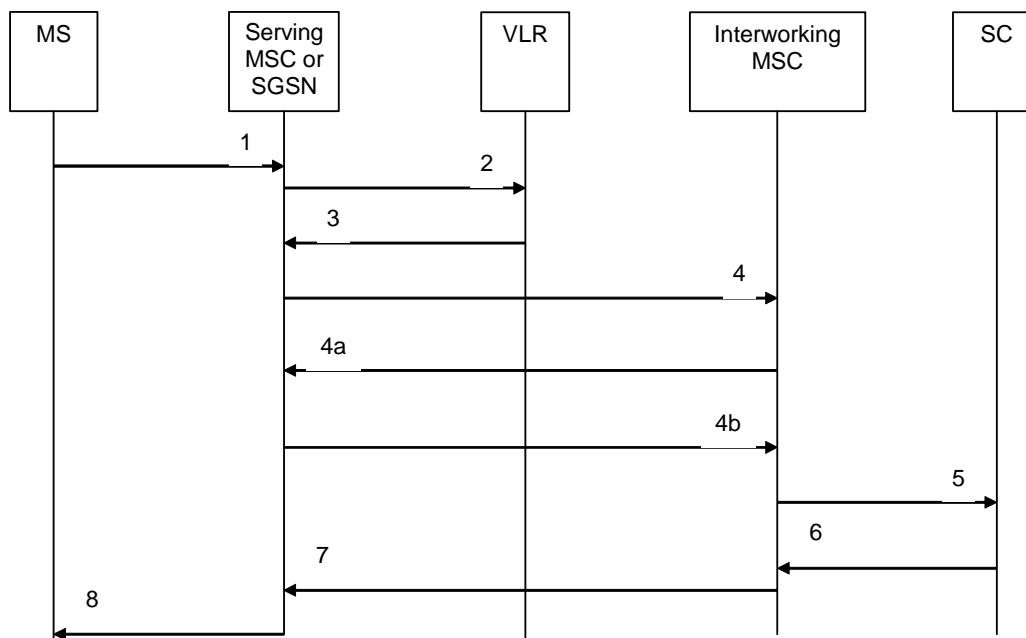 MS
Serving
MSC or
SGSN
VLR
Interworking
MSC
SC
1
2
3
4
4a
4b
5
6
7
8